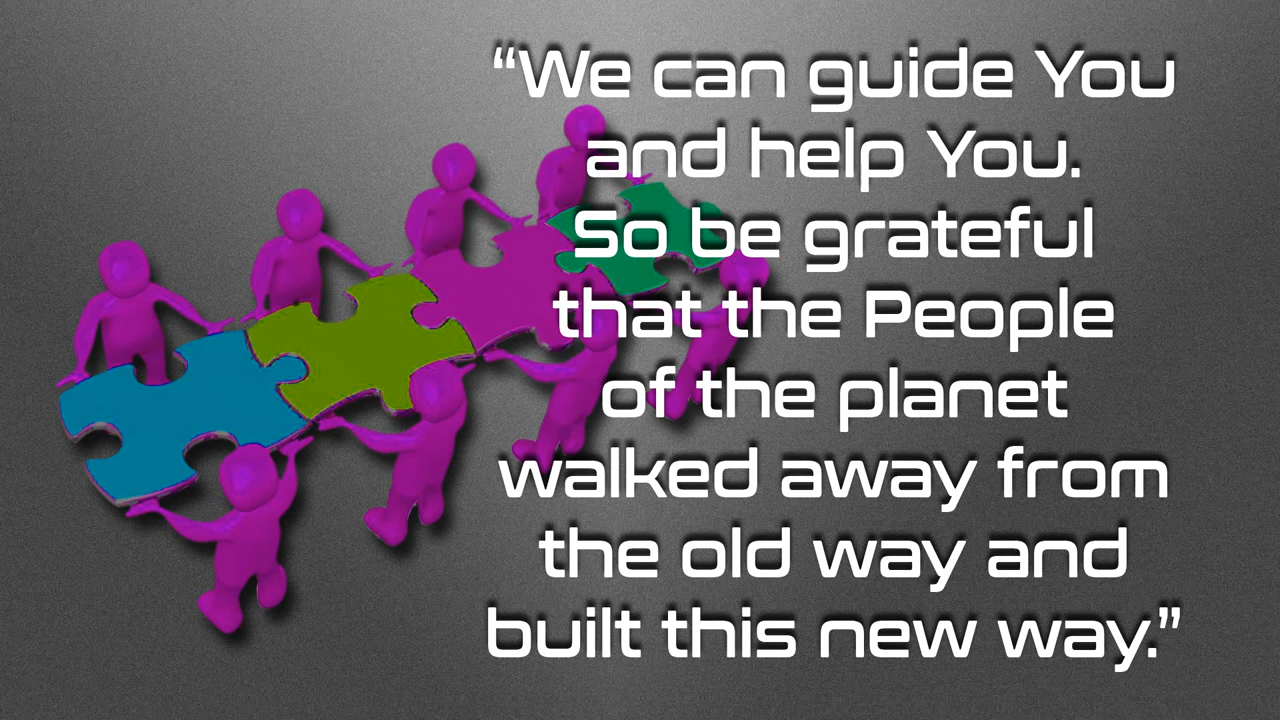 “We can guide You
and help You.
So be grateful
that the People
of the planet
walked away from
the old way and
built this new way.”